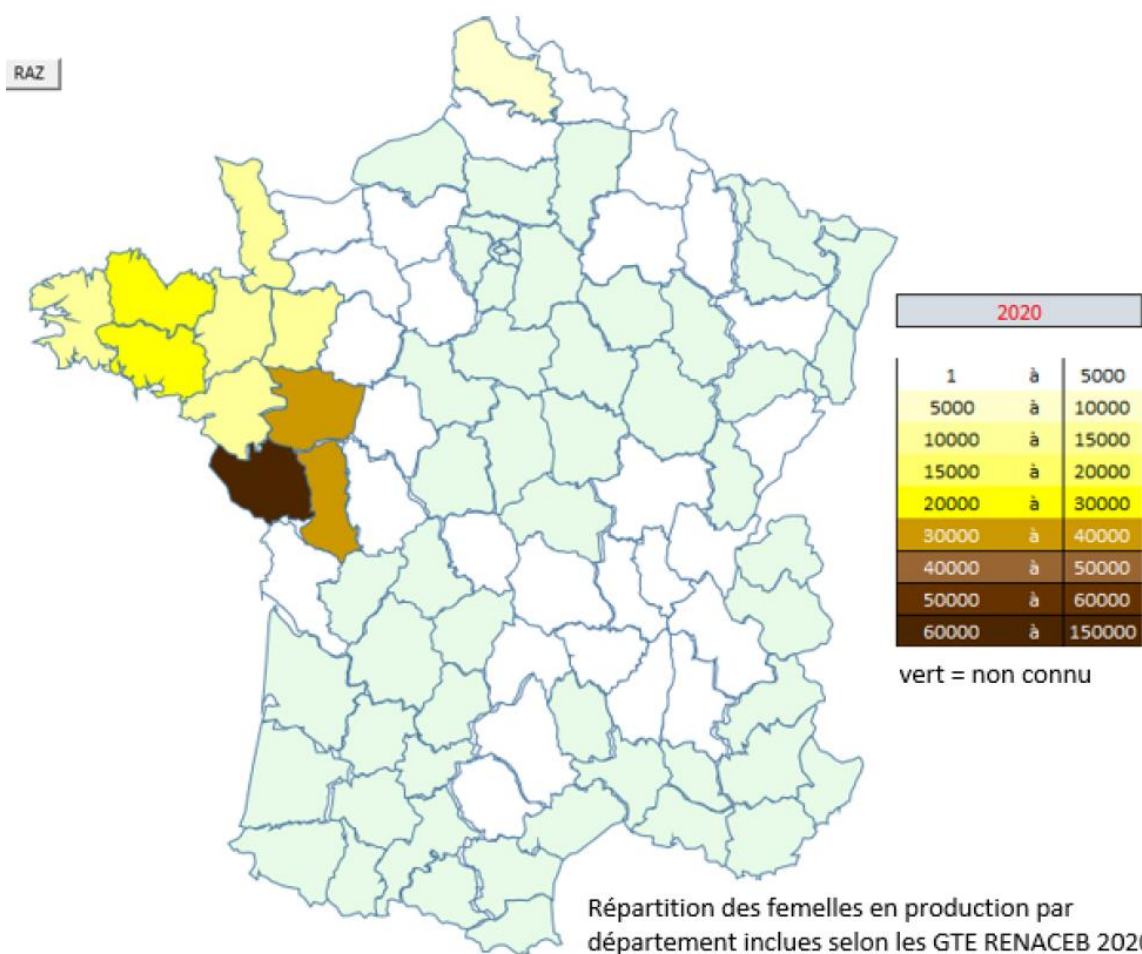 RAZ
2020
1 à 5000
5000 à 10000
10000 à 15000
15000 à 20000
20000 à 30000
30000 à 40000
40000 à 50000
50000 à 60000
60000 à 150000
vert = non connu
Répartition des femelles en production par
département inclues selon les GTE RENACEB 2020